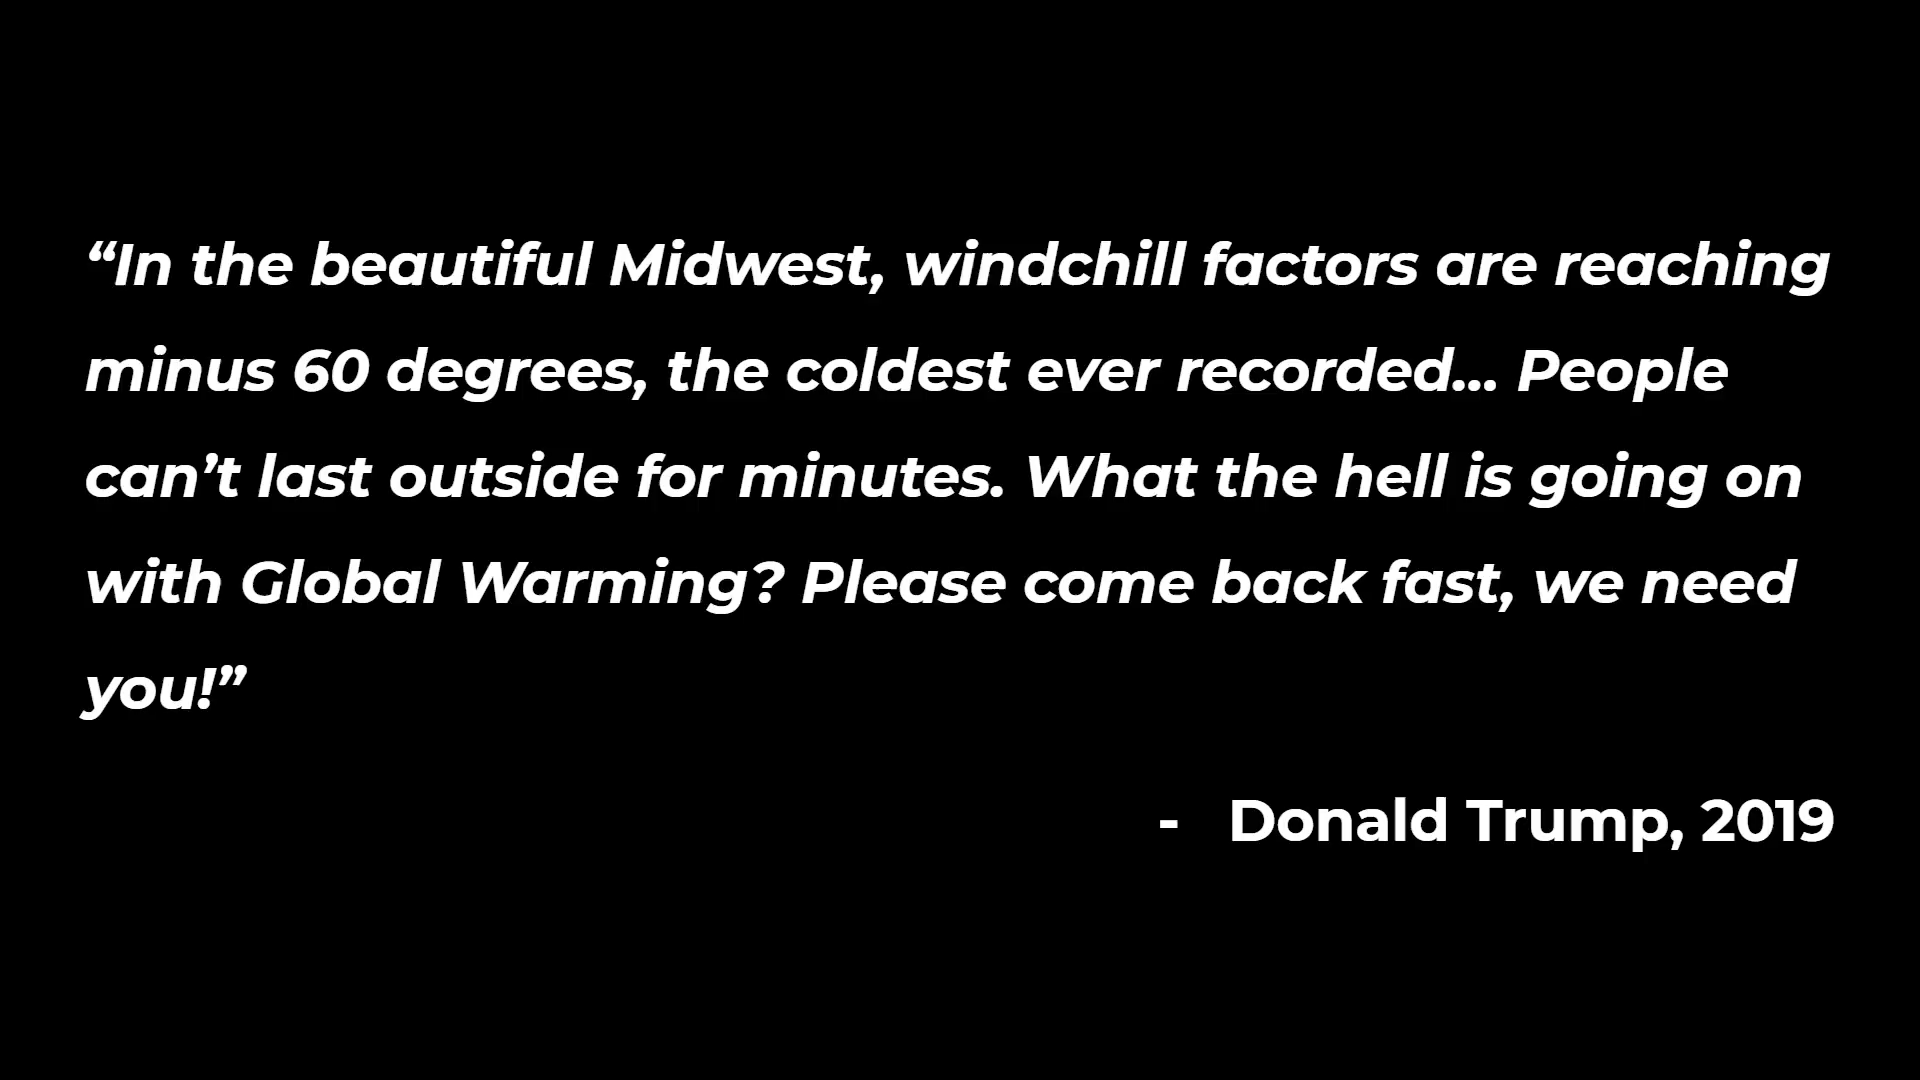 “In the beautiful Midwest, windchill factors are reaching
minus 60 degrees, the coldest ever recorded... People
can’t last outside for minutes. What the hell is going on
with Global Warming? Please come back fast, we need
you!”
- Donald Trump, 2019